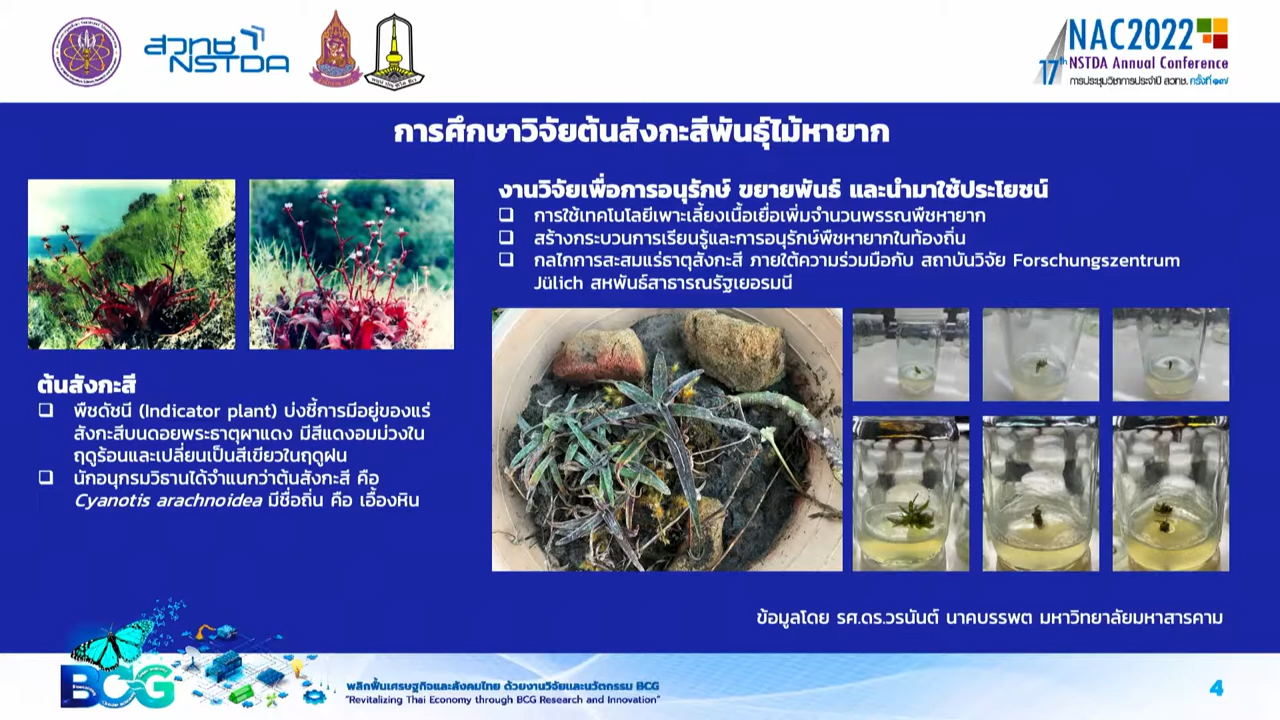 สวทช
NSTDA
NAC2022
17th NSTDA Annual Conference
การประชุมวิชาการประจำปี สวทช. ครั้งที่ ๑๗
การศึกษาวิจัยต้นสังกะสีพันธุ์ไม้หายาก
งานวิจัยเพื่อการอนุรักษ์ ขยายพันธ์ และนำมาใช้ประโยชน์
การใช้เทคโนโลยีเพาะเลี้ยงเนื้อเยื่อเพิ่มจำนวนพรรณพืชหายาก
สร้างกระบวนการเรียนรู้และการอนุรักษ์พืชหายากในท้องถิ่น
กลไกการสะสมแร่ธาตุสังกะสี ภายใต้ความร่วมมือกับ สถาบันวิจัย Forschungszentrum
Jülich สหพันธ์สาธารณรัฐเยอรมนี
ต้นสังกะสี
พืชดัชนี (Indicator plant) บ่งชี้การมีอยู่ของแร่
สังกะสีบนดอยพระธาตุผาแดง มีสีแดงอมม่วงใน
ฤดูร้อนและเปลี่ยนเป็นสีเขียวในฤดูฝน
นักอนุกรมวิธานได้จำแนกว่าต้นสังกะสี คือ
Cyanotis arachnoidea มีชื่อถิ่น คือ เอื้องหิน
ข้อมูลโดย รศ.ดร.วรนันต์ นาคบรรพต มหาวิทยาลัยมหาสารคาม
BCG
พลิกฟื้นเศรษฐกิจและสังคมไทย ด้วยงานวิจัยและนวัตกรรม BCG
"Revitalizing Thai Economy through BCG Research and Innovation"
4